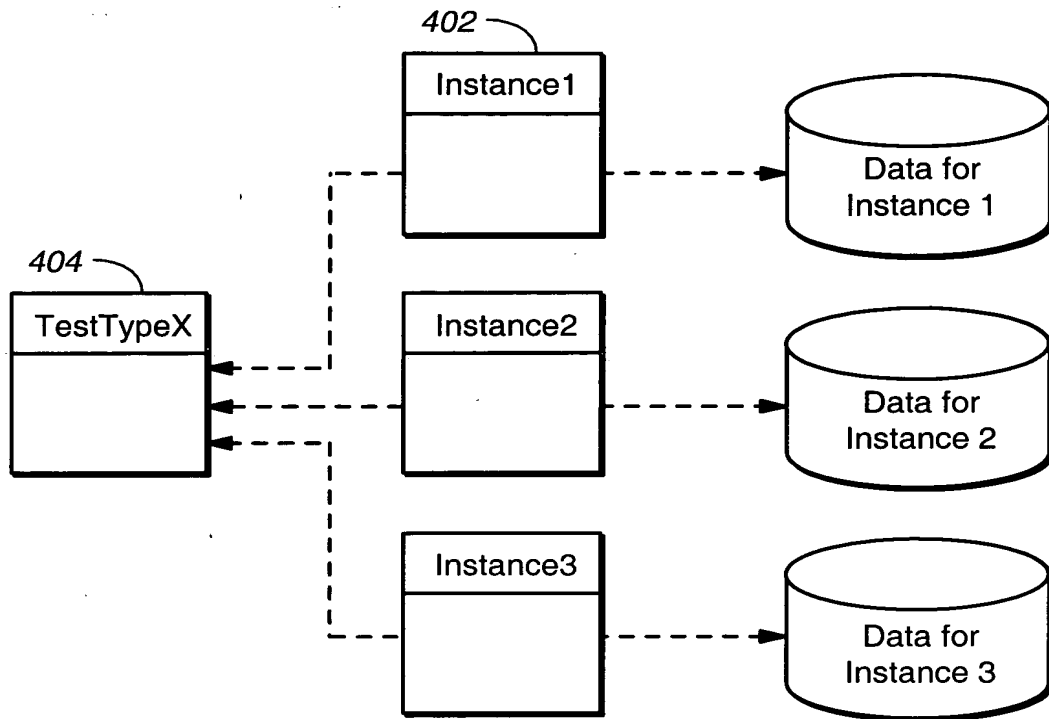 402
Instance1
Data for
Instance 1
404
TestTypeX
Instance2
Data for
Instance 2
Instance3
Data for
Instance 3